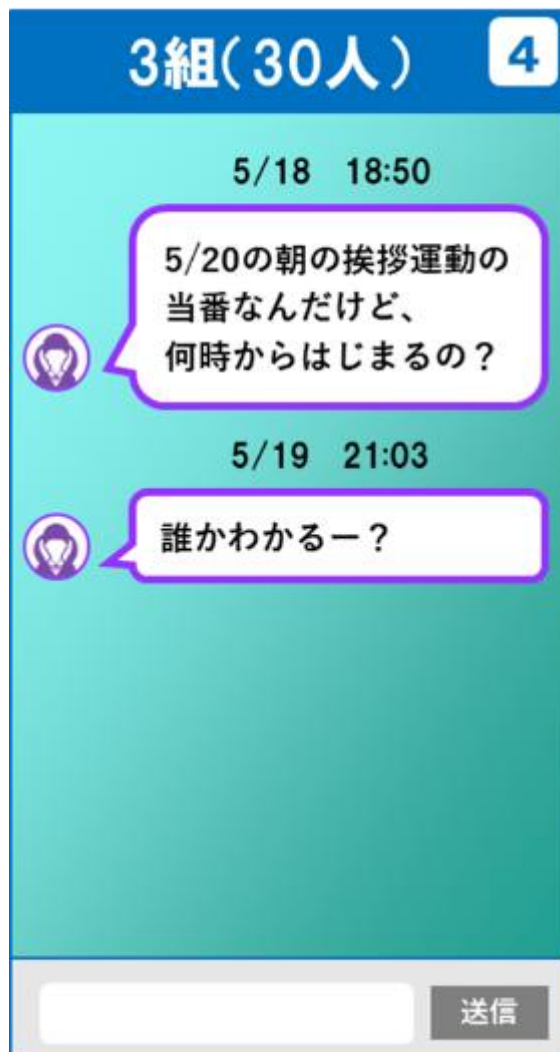 3組(30人)
4
5/18 18:50
5/20の朝の挨拶運動の
当番なんだけど、
何時からはじまるの？
5/19 21:03
誰かわかるー？
送信